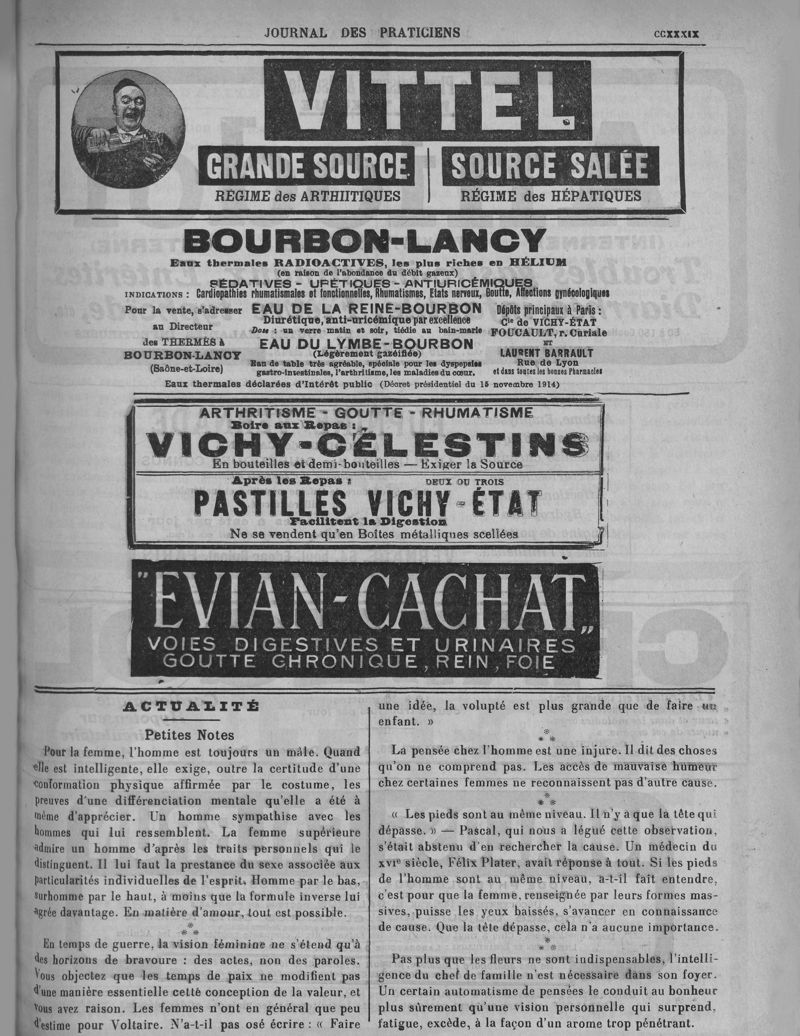 JOURNAL DES PRATICIENS CCXXXIX
VITTEL
GRANDE SOURCE
RÉGIME des ARTHIITIQUES
SOURCE SALÉE
RÉGIME des HÉPATIQUES
BOURBON-LANCY
Eaux thermales RADIOACTIVES, les plus riches en HÉLIUM
(en raison de l'abondance du débit gazeux)
SÉDATIVES - URÉTIQUES - ANTIURICÉMIQUES
INDICATIONS : Cardiopathies rhumatismales et fonctionnelles, Rhumatismes, Etats nerveux, Goutte, Affections gynécologiques
Pour la vente, s'adresser
au Directeur
des THERMES à
BOURBON-LANCY
(Saône-et-Loire)
EAU DE LA REINE-BOURBON
Diurétique, anti-uricémique par excellence
Dose : un verre matin et soir, tiédie au bain-marie
EAU DU LYMBE-BOURBON
(Légèrement gazéifiée)
Eau de table très agréable, spéciale pour les dyspepsies
gastro-intestinales, l'arthritisme, les maladies du cœur.
Dépôts principaux à Paris :
Cie de VICHY-ÉTAT
FOUCAULT, r. Curiale
ET
LAURENT BARRAULT
Rue de Lyon
et dans toutes les bonnes Pharmacies
Eaux thermales déclarées d'Intérêt public (Décret présidentiel du 15 novembre 1914)
ARTHRITISME - GOUTTE - RHUMATISME
Boire aux Repas :
VICHY-CÉLESTINS
En bouteilles et demi-bouteilles — Exiger la Source
Après les Repas : DEUX OU TROIS
PASTILLES VICHY-ÉTAT
Facilitent la Digestion
Ne se vendent qu'en Boîtes métalliques scellées
"EVIAN-CACHAT"
VOIES DIGESTIVES ET URINAIRES
GOUTTE CHRONIQUE, REIN, FOIE
ACTUALITÉ
Petites Notes
Pour la femme, l'homme est toujours un mâle. Quand
elle est intelligente, elle exige, outre la certitude d'une
conformation physique affirmée par le costume, les
preuves d'une différenciation mentale qu'elle a été à
même d'apprécier. Un homme sympathise avec les
hommes qui lui ressemblent. La femme supérieure
admire un homme d'après les traits personnels qui le
distinguent. Il lui faut la prestance du sexe associée aux
particularités individuelles de l'esprit. Homme par le bas,
surhomme par le haut, à moins que la formule inverse lui
agrée davantage. En matière d'amour, tout est possible.
*
* *
En temps de guerre, la vision féminine ne s'étend qu'à
des horizons de bravoure : des actes, non des paroles.
Vous objectez que les temps de paix ne modifient pas
d'une manière essentielle cette conception de la valeur, et
vous avez raison. Les femmes n'ont en général que peu
d'estime pour Voltaire. N'a-t-il pas osé écrire : « Faire
une idée, la volupté est plus grande que de faire un
enfant. »
*
* *
La pensée chez l'homme est une injure. Il dit des choses
qu'on ne comprend pas. Les accès de mauvaise humeur
chez certaines femmes ne reconnaissent pas d'autre cause.
*
* *
« Les pieds sont au même niveau. Il n'y a que la tête qui
dépasse. » — Pascal, qui nous a légué cette observation,
s'était abstenu d'en rechercher la cause. Un médecin du
XVIe siècle, Félix Plater, avait réponse à tout. Si les pieds
de l'homme sont au même niveau, a-t-il fait entendre,
c'est pour que la femme, renseignée par leurs formes mas-
sives, puisse les yeux baissés, s'avancer en connaissance
de cause. Que la tête dépasse, cela n'a aucune importance.
*
* *
Pas plus que les fleurs ne sont indispensables, l'intelli-
gence du chef de famille n'est nécessaire dans son foyer.
Un certain automatisme de pensées le conduit au bonheur
plus sûrement qu'une vision personnelle qui surprend,
fatigue, excède, à la façon d'un arome trop pénétrant.